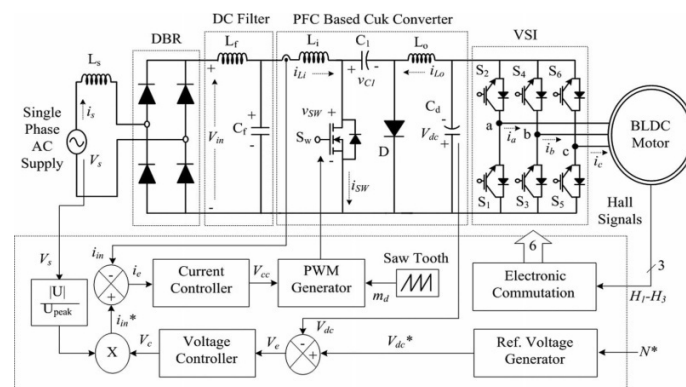 DC Filter
PFC Based Cuk Converter
DBR
VSI
Ls
Lf
Li
C1
Lo
iLi
vC1
iLo
S2
S4
S6
is
Single
Phase
AC
Supply
Vs
Vin
Cf
vSW
Sw
iSW
D
Cd
Vdc
a
ia
b
ib
c
ic
BLDC
Motor
S1
S3
S5
Hall
Signals
Vs
iin
ie
Current
Controller
Vcc
PWM
Generator
Saw Tooth
md
6
Electronic
Commutation
3
H1-H3
|U|
Upeak
iin*
Vc
X
Voltage
Controller
Ve
Vdc
Vdc*
Ref. Voltage
Generator
N*